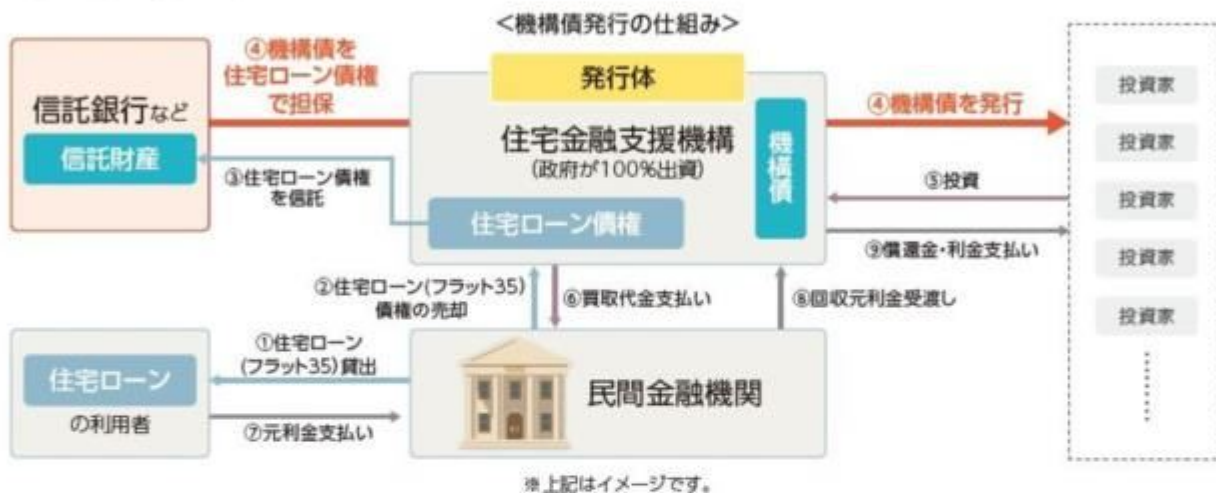 <機構債発行の仕組み>
④機構債を
住宅ローン債権
で担保
発行体
信託銀行など
信託財産
住宅金融支援機構
(政府が100%出資)
機構債
④機構債を発行
投資家
投資家
投資家
投資家
投資家
③住宅ローン債権
を信託
住宅ローン債権
⑤投資
⑨償還金・利金支払い
②住宅ローン(フラット35)
債権の売却
⑥買取代金支払い
⑧回収元利金受渡し
①住宅ローン
(フラット35)貸出
住宅ローン
の利用者
⑦元利金支払い
民間金融機関
※上記はイメージです。